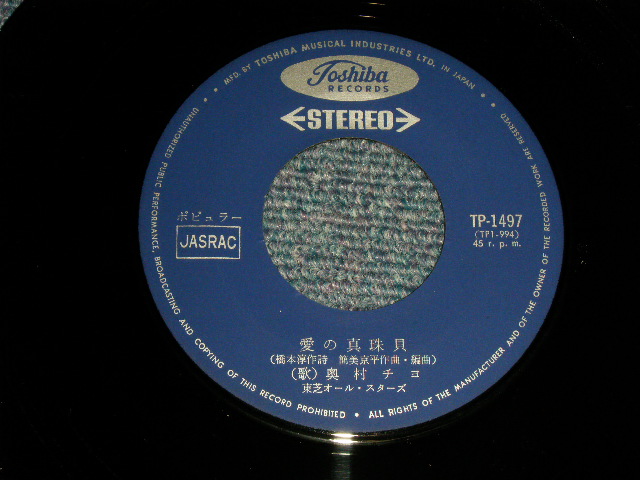 MFD. BY TOSHIBA MUSICAL INDUSTRIES LTD. IN JAPAN
Toshiba
RECORDS
STEREO
ポピュラー
JASRAC
TP-1497
(TP1-994)
45 r. p. m.
愛の真珠貝
(橋本淳作詩 筒美京平作曲・編曲)
(歌) 奥村チヨ
東芝オール・スターズ
ALL RIGHTS OF THE MANUFACTURER AND OF THE OWNER OF THE RECORDED WORK ARE RESERVED
UNAUTHORIZED PUBLIC PERFORMANCE, BROADCASTING AND COPYING OF THIS RECORD PROHIBITED